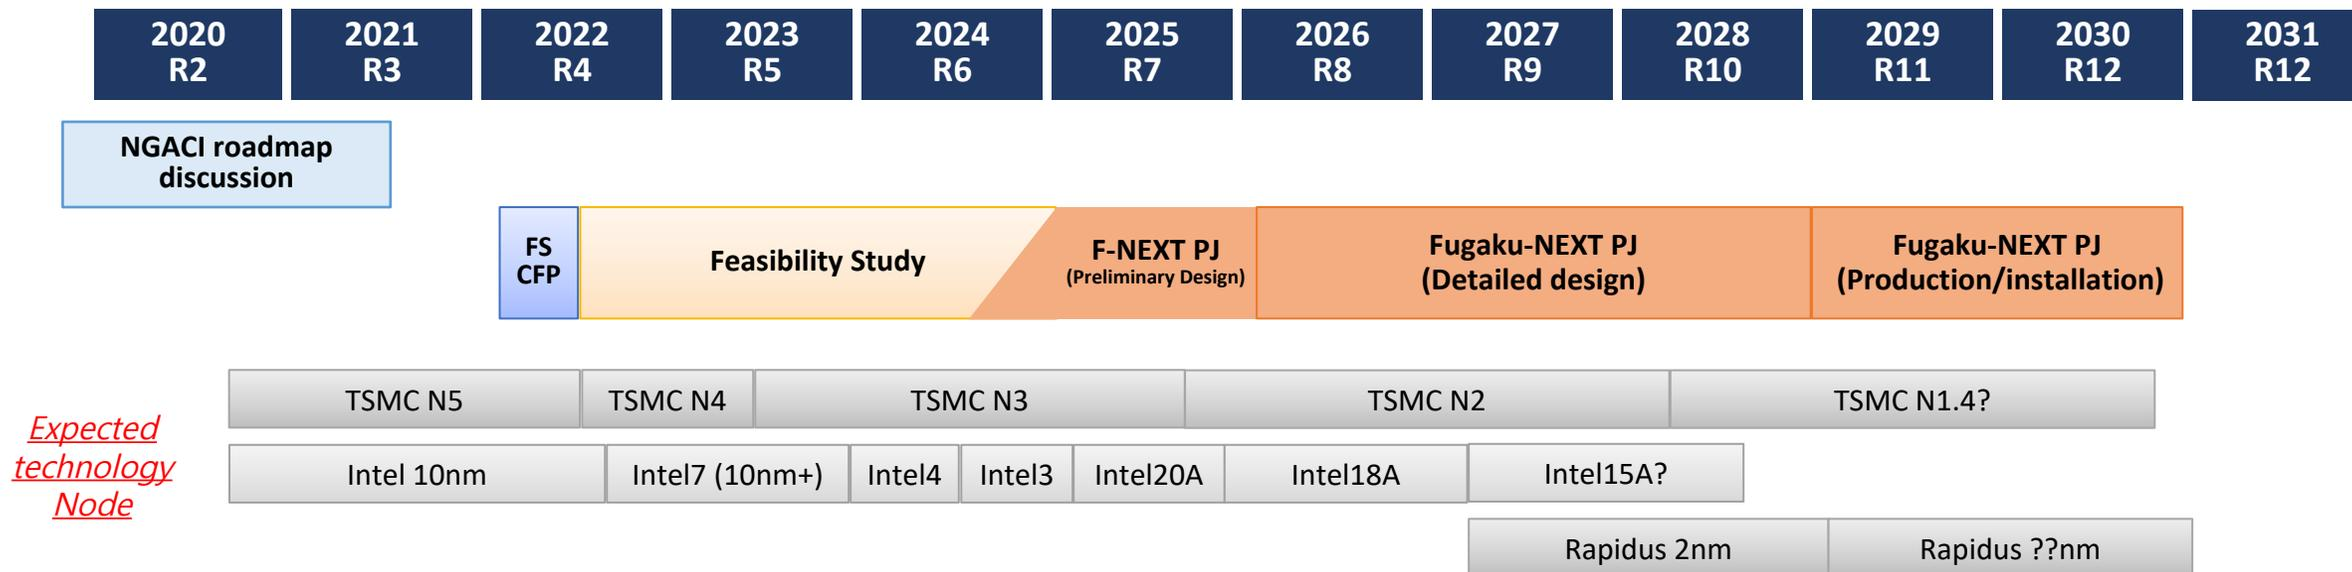 2020 2021 2022 2023 2024 2025 2026 2027 2028 2029 2030 2031
R2 R3 R4 R5 R6 R7 R8 R9 R10 R11 R12 R12
NGACI roadmap
discussion
FS
CFP
Feasibility Study
F-NEXT PJ
(Preliminary Design)
Fugaku-NEXT PJ
(Detailed design)
Fugaku-NEXT PJ
(Production/installation)
Expected
technology
Node
TSMC N5 TSMC N4 TSMC N3 TSMC N2 TSMC N1.4?
Intel 10nm Intel7 (10nm+) Intel4 Intel3 Intel20A Intel18A Intel15A?
Rapidus 2nm Rapidus ??nm